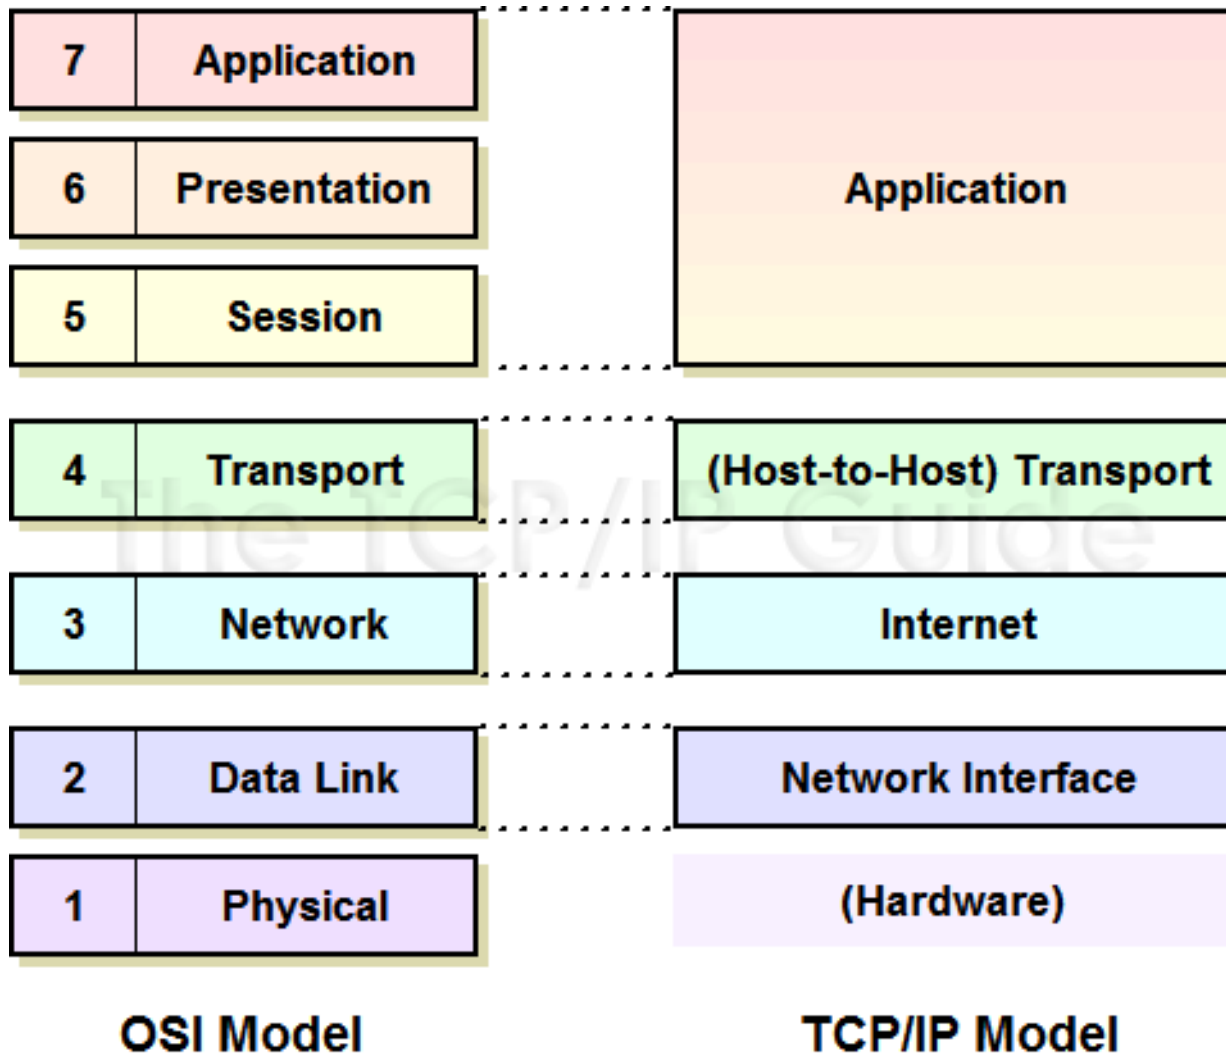 7 Application
6 Presentation
Application
5 Session
4 Transport
(Host-to-Host) Transport
The TCP/IP Guide
3 Network
Internet
2 Data Link
Network Interface
1 Physical
(Hardware)
OSI Model
TCP/IP Model